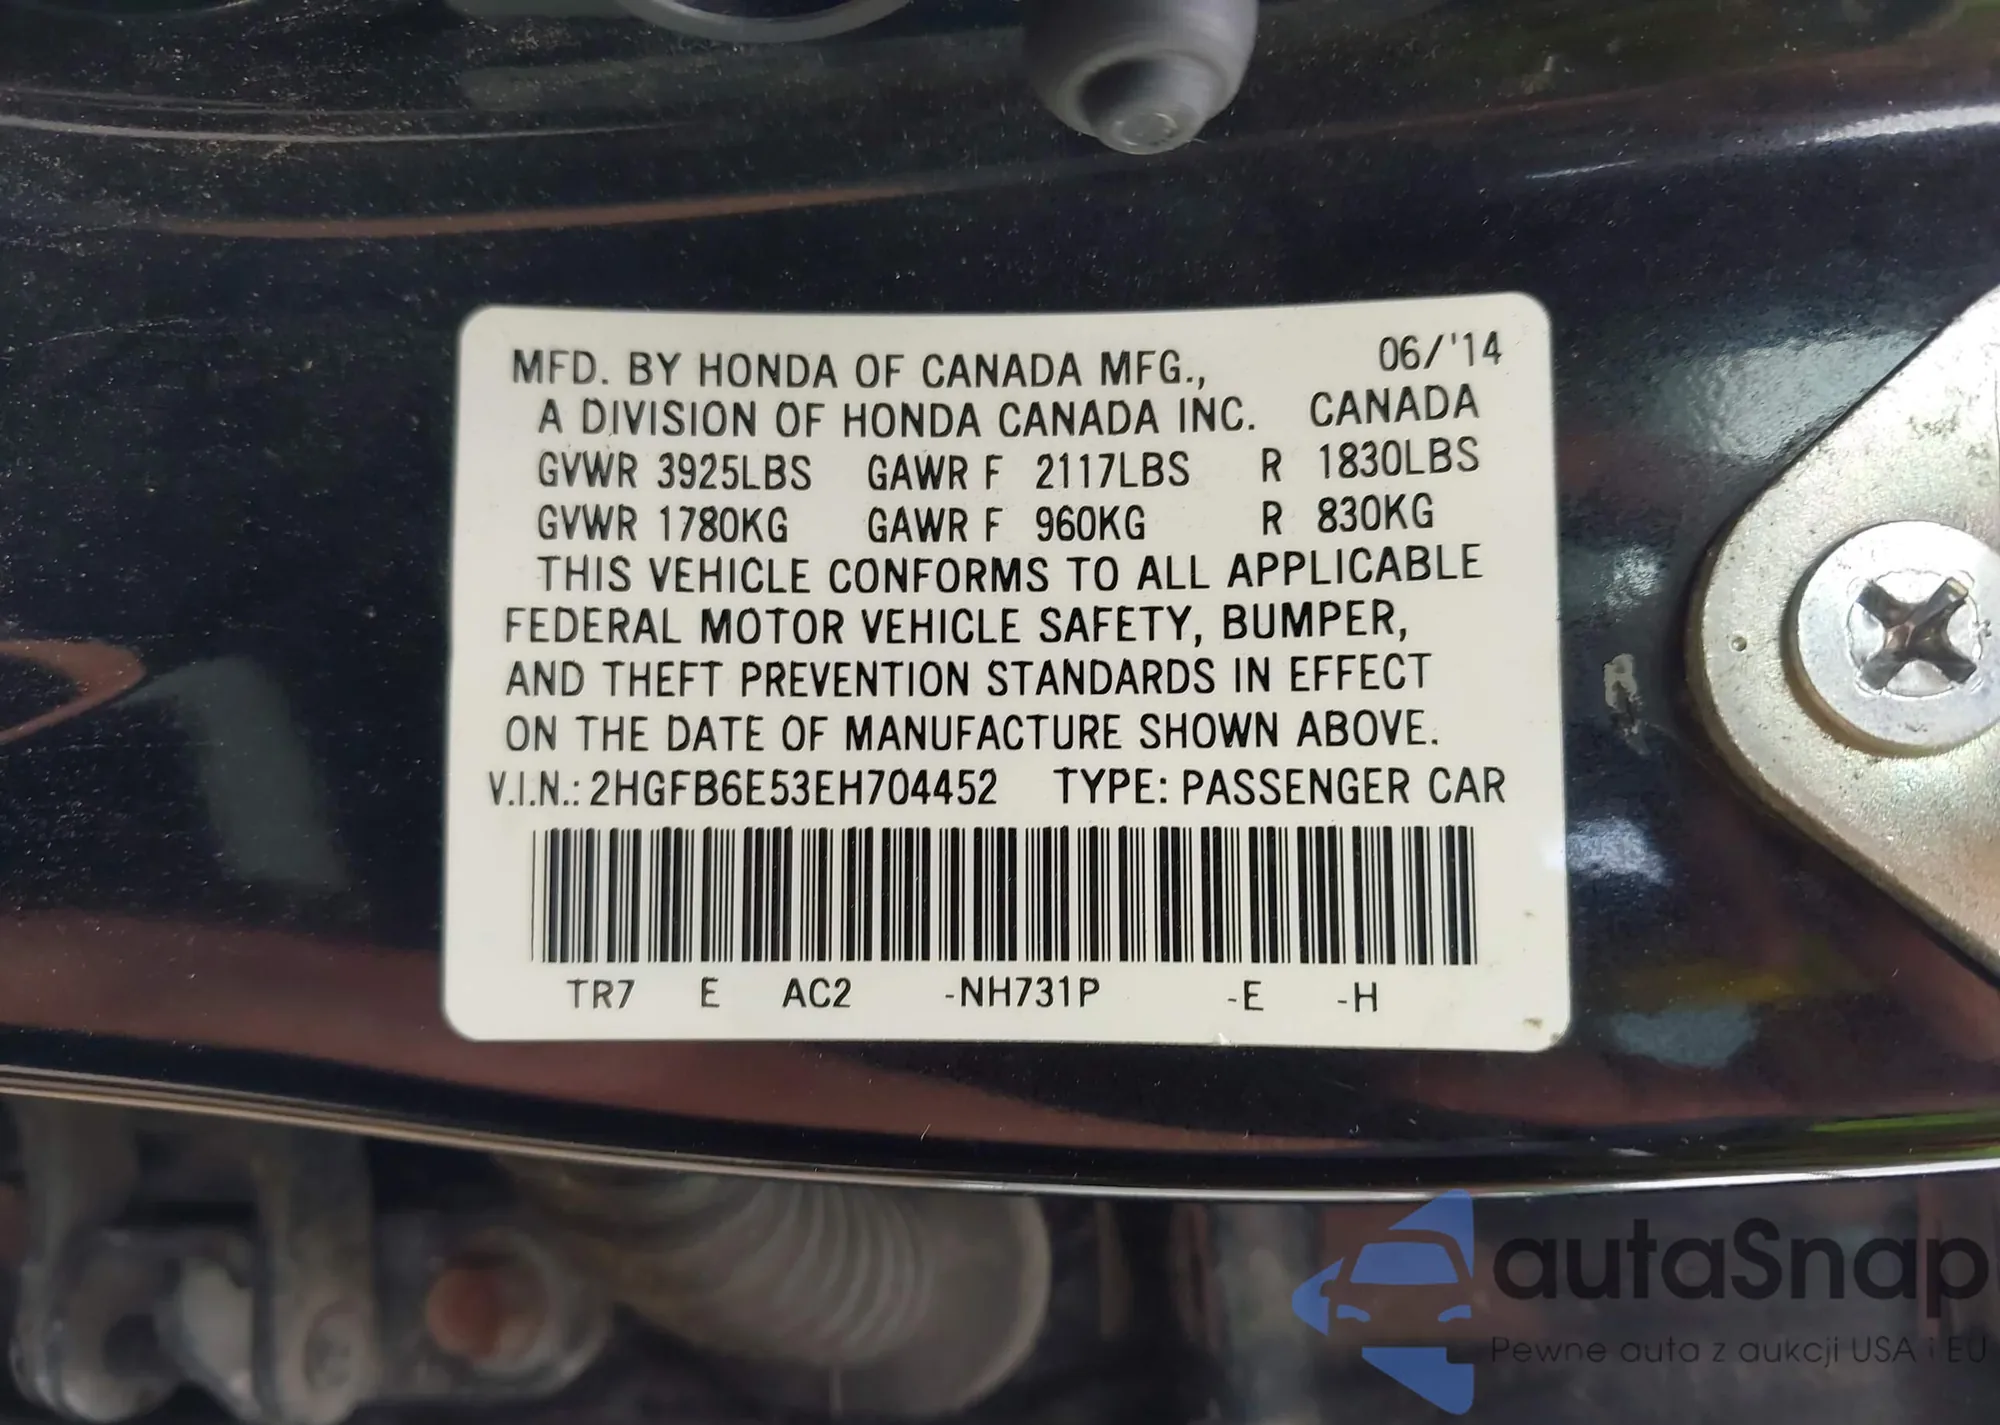 MFD. BY HONDA OF CANADA MFG., 06/'14
A DIVISION OF HONDA CANADA INC. CANADA
GVWR 3925LBS GAWR F 2117LBS R 1830LBS
GVWR 1780KG GAWR F 960KG R 830KG
THIS VEHICLE CONFORMS TO ALL APPLICABLE
FEDERAL MOTOR VEHICLE SAFETY, BUMPER,
AND THEFT PREVENTION STANDARDS IN EFFECT
ON THE DATE OF MANUFACTURE SHOWN ABOVE.
V.I.N.: 2HGFB6E53EH704452 TYPE: PASSENGER CAR
TR7 E AC2 -NH731P -E -H
autaSnap
Pewne auta z aukcji USA i EU